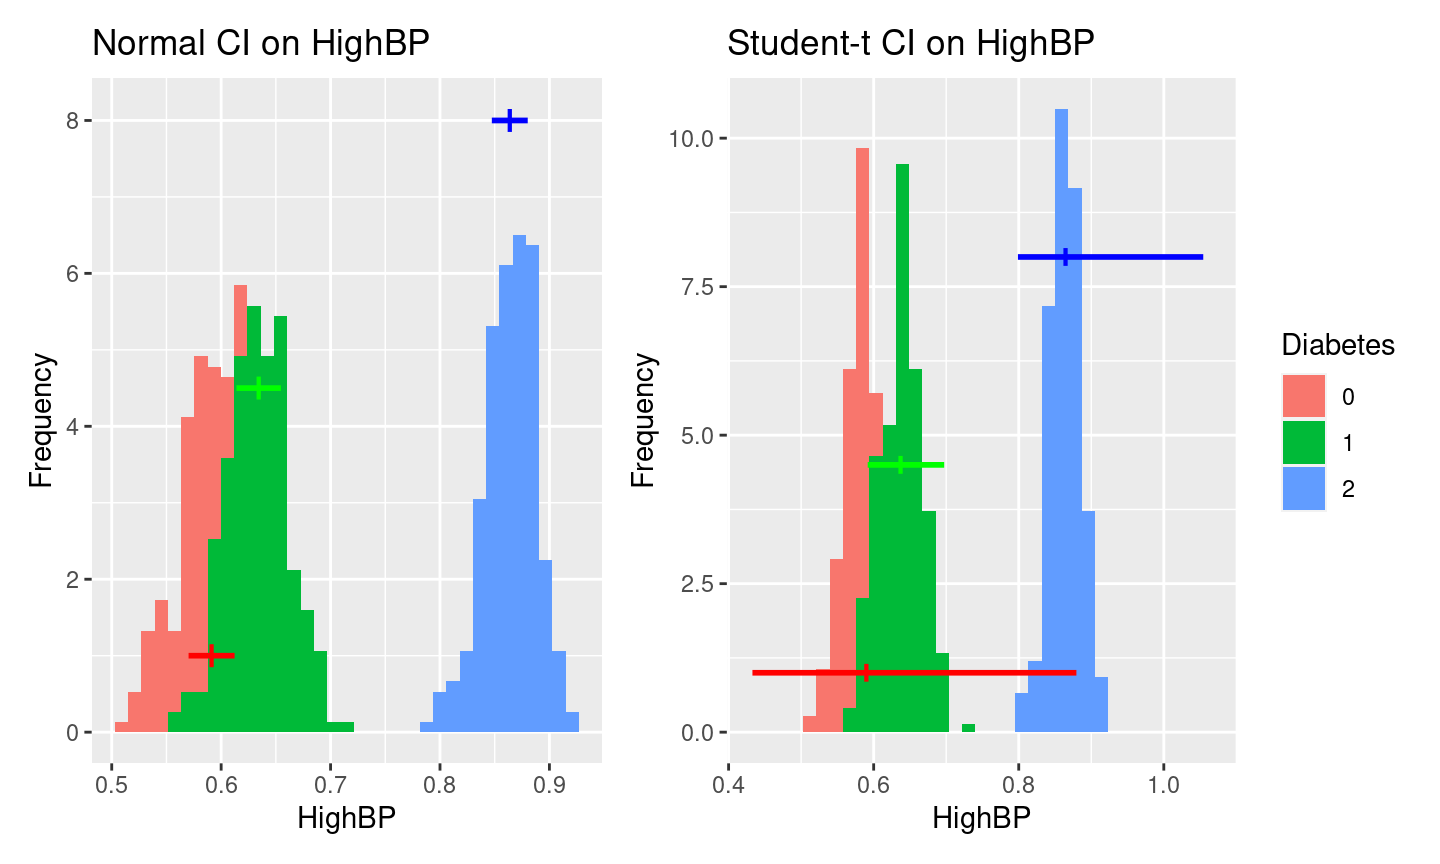 Normal CI on HighBP
Frequency
8
6
4
2
0
0.5 0.6 0.7 0.8 0.9
HighBP
Student-t CI on HighBP
Frequency
10.0
7.5
5.0
2.5
0.0
0.4 0.6 0.8 1.0
HighBP
Diabetes
0
1
2